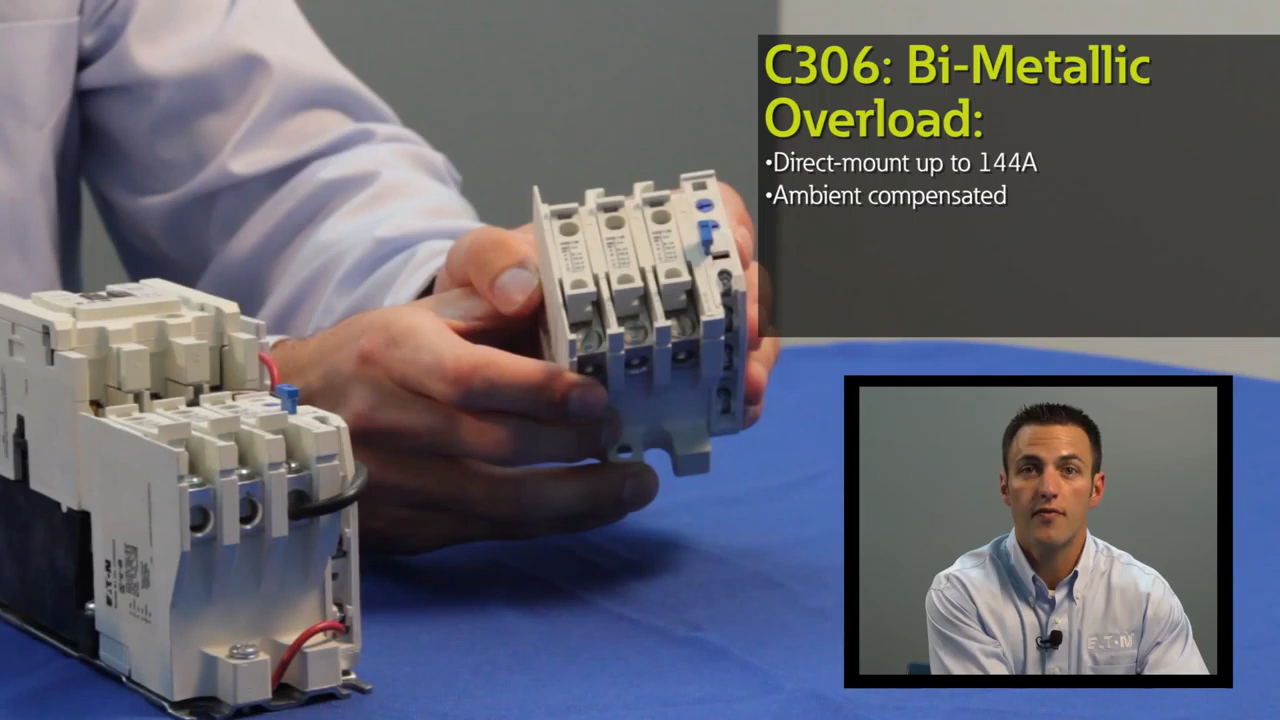 C306: Bi-Metallic
Overload:
•Direct-mount up to 144A
•Ambient compensated
E·T·N
E·T·N